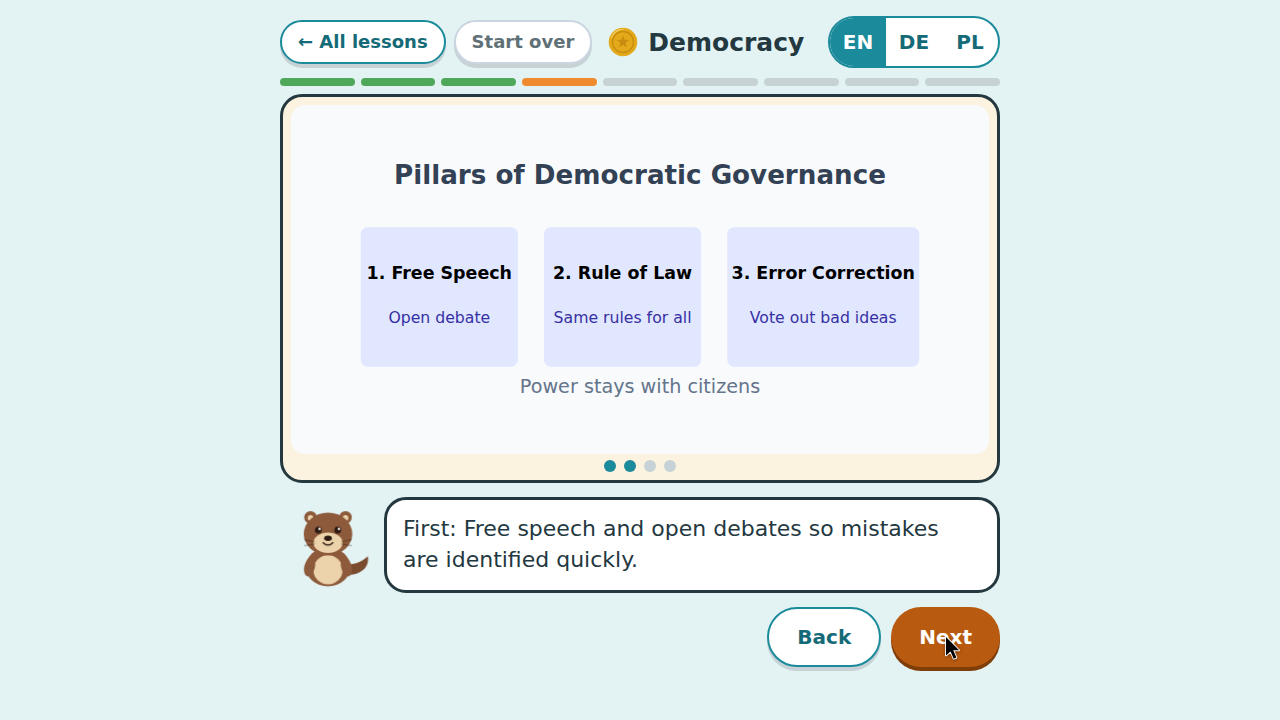 ← All lessons
Start over
Democracy
EN
DE
PL
Pillars of Democratic Governance
1. Free Speech
Open debate
2. Rule of Law
Same rules for all
3. Error Correction
Vote out bad ideas
Power stays with citizens
First: Free speech and open debates so mistakes
are identified quickly.
Back
Next